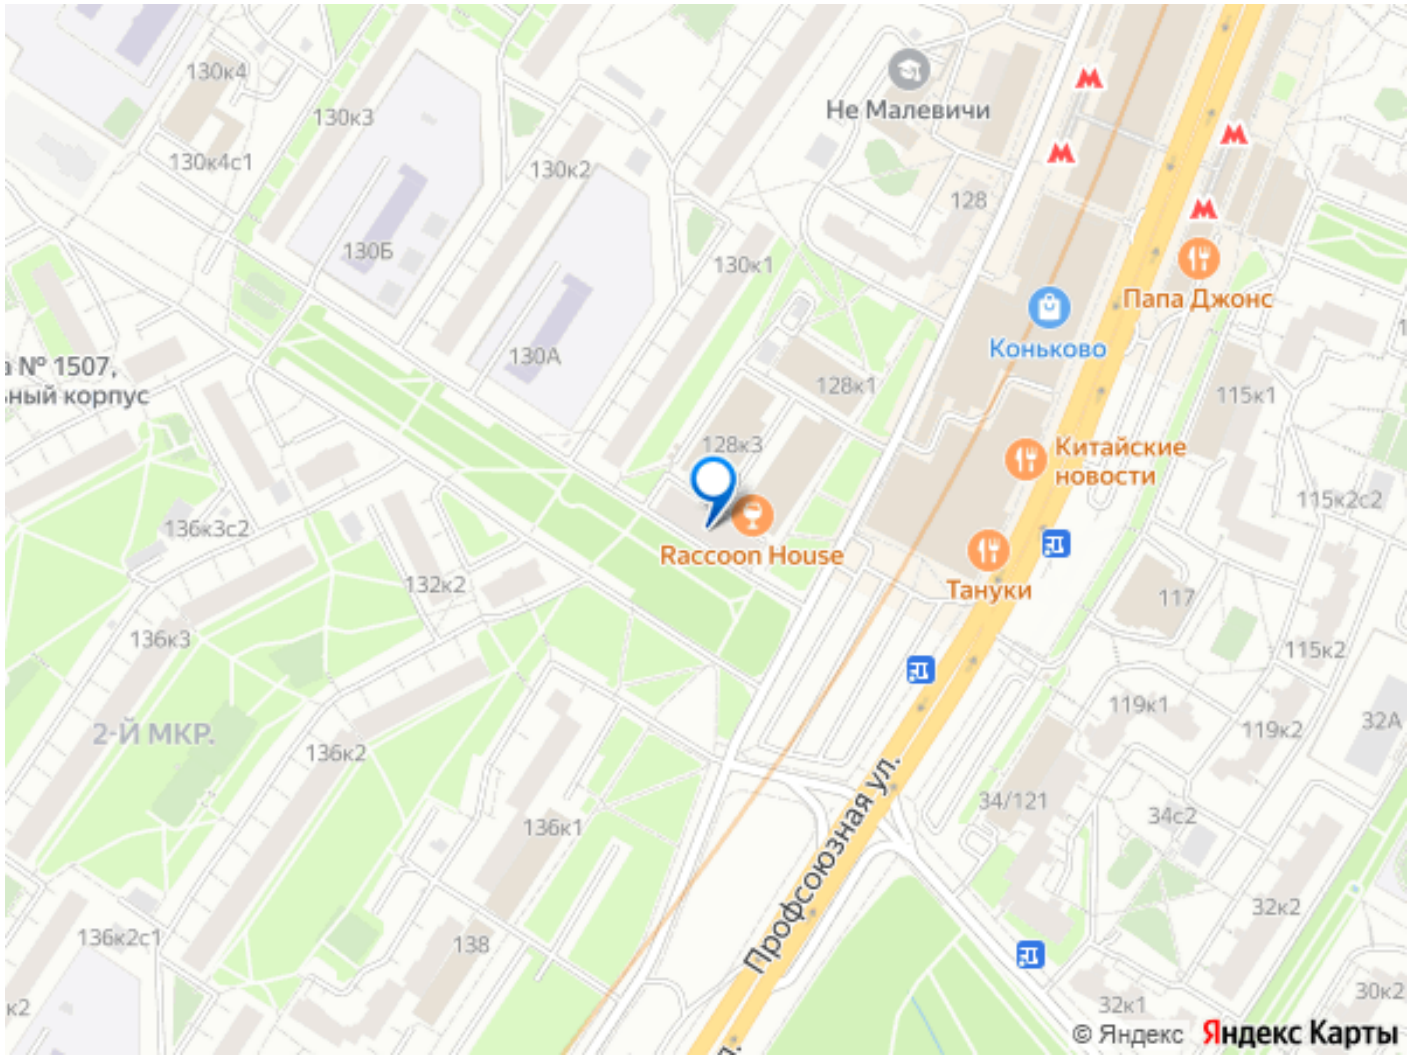 130к4
Не Малевичи
130к3
130к4с1
130к2
128
130Б
130к1
Папа Джонс
Коньково
130А
а № 1507,
ьный корпус
128к1
115к1
128к3
Китайские
новости
115к2с2
136к3с2
Raccoon House
132к2
Тануки
117
136к3
115к2
2-Й МКР.
136к2
119к1
119к2
32А
34/121
34с2
136к1
Профсоюзная ул.
32к2
136к2с1
138
30к2
к2
32к1
© Яндекс Яндекс Карты
л.
1